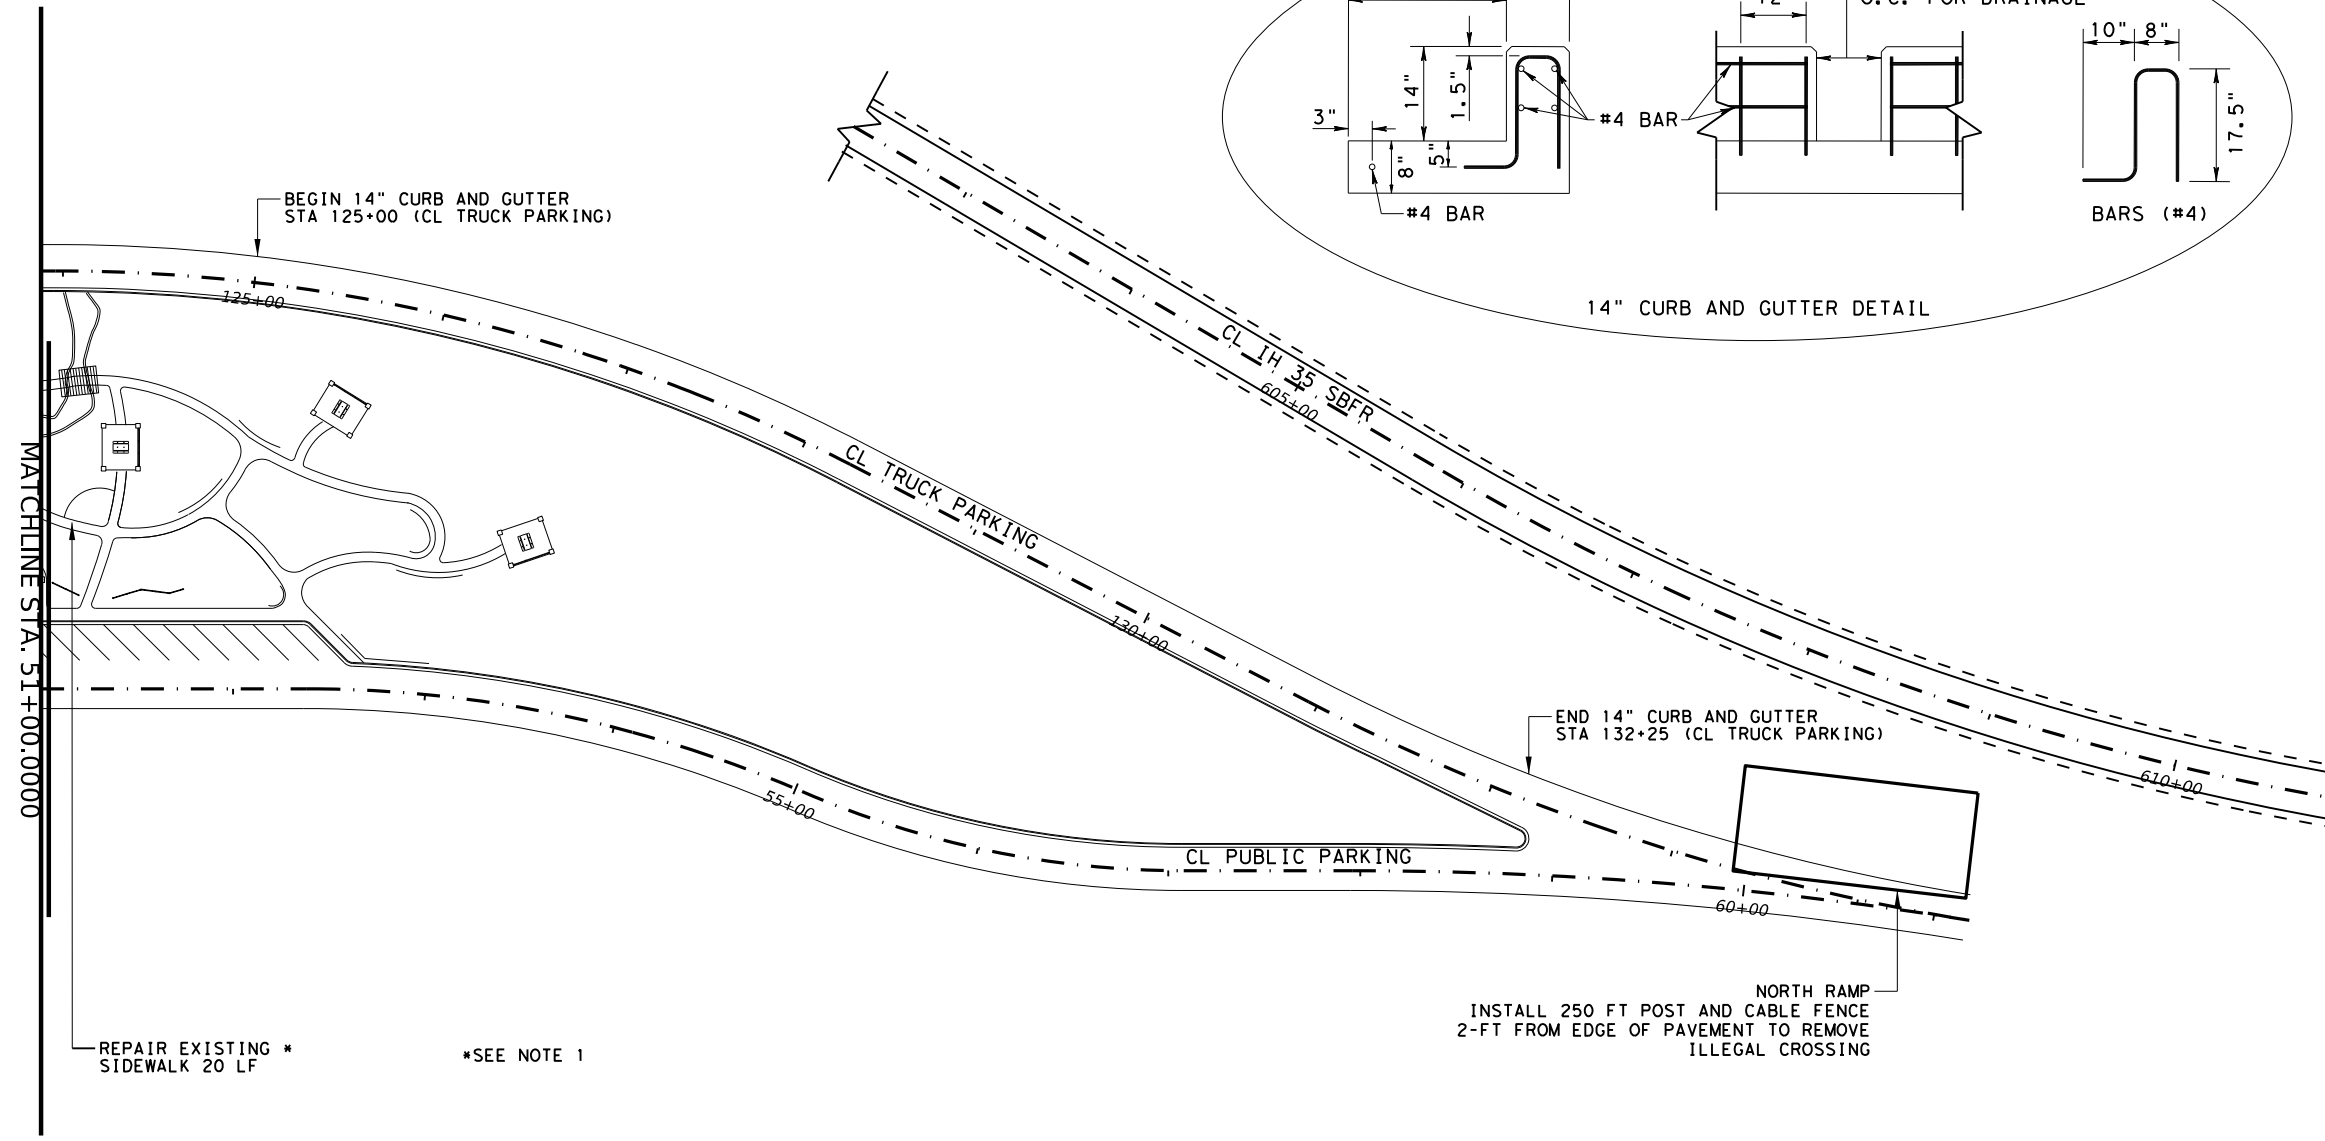 O.C. FOR DRAINAGE
12"
10" 8"
14"
1.5"
3"
#4 BAR
17.5"
5"
8"
#4 BAR
BARS (#4)
14" CURB AND GUTTER DETAIL
BEGIN 14" CURB AND GUTTER
STA 125+00 (CL TRUCK PARKING)
125+00
CL IH 35 SBFR
605+00
CL TRUCK PARKING
MATCHLINE STA. 51+00.0000
130+00
END 14" CURB AND GUTTER
STA 132+25 (CL TRUCK PARKING)
610+00
55+00
CL PUBLIC PARKING
60+00
NORTH RAMP
INSTALL 250 FT POST AND CABLE FENCE
2-FT FROM EDGE OF PAVEMENT TO REMOVE
ILLEGAL CROSSING
REPAIR EXISTING *
SIDEWALK 20 LF
*SEE NOTE 1